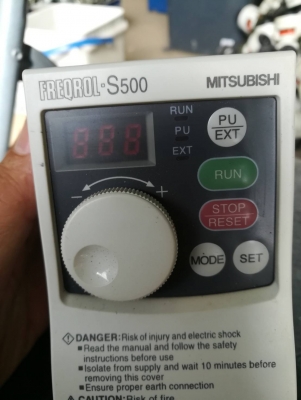 FREQROL-S500 MITSUBISHI
RUN
PU
EXT
PU
EXT
RUN
STOP
RESET
- +
MODE SET
DANGER: Risk of injury and electric shock
■ Read the manual and follow the safety
instructions before use
■ Isolate from supply and wait 10 minutes before
removing this cover
■ Ensure proper earth connection
CAUTION: Risk of fire